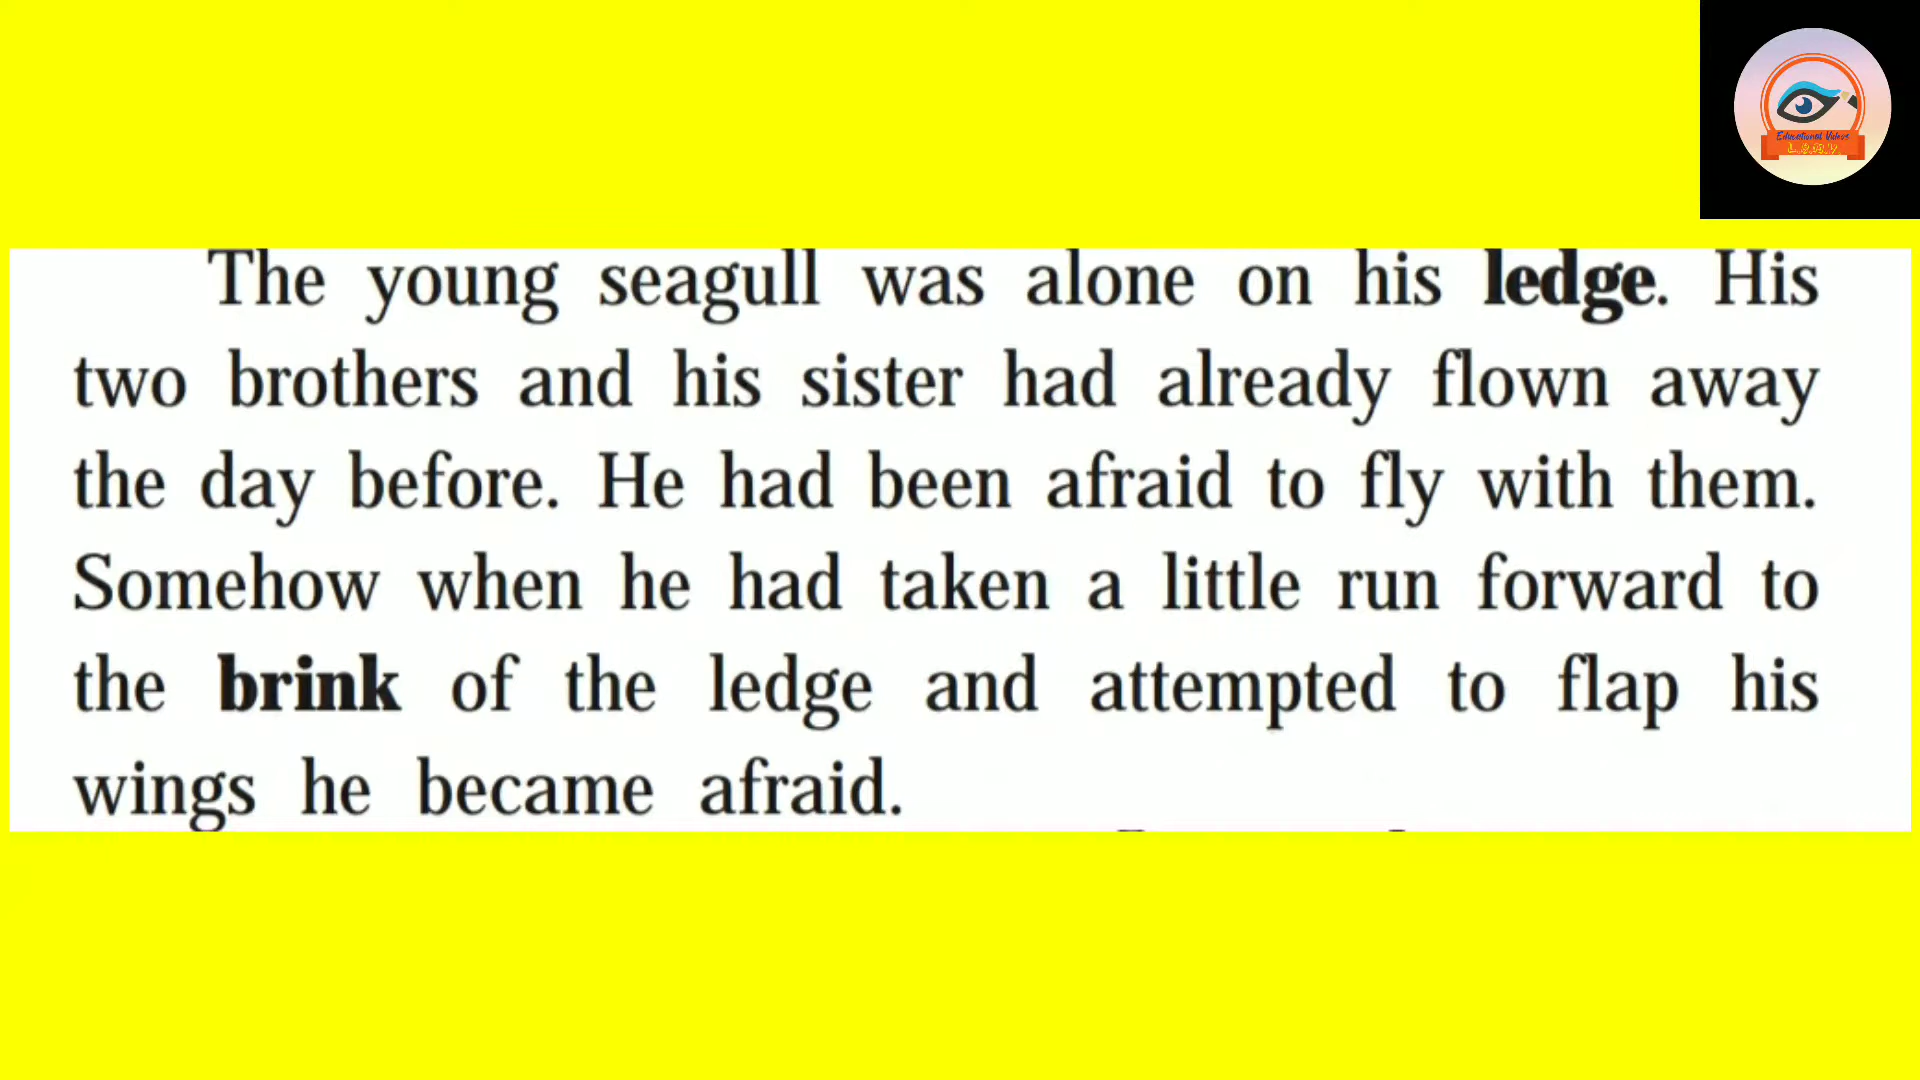 Educational Videos
The young seagull was alone on his ledge. His
two brothers and his sister had already flown away
the day before. He had been afraid to fly with them.
Somehow when he had taken a little run forward to
the brink of the ledge and attempted to flap his
wings he became afraid.